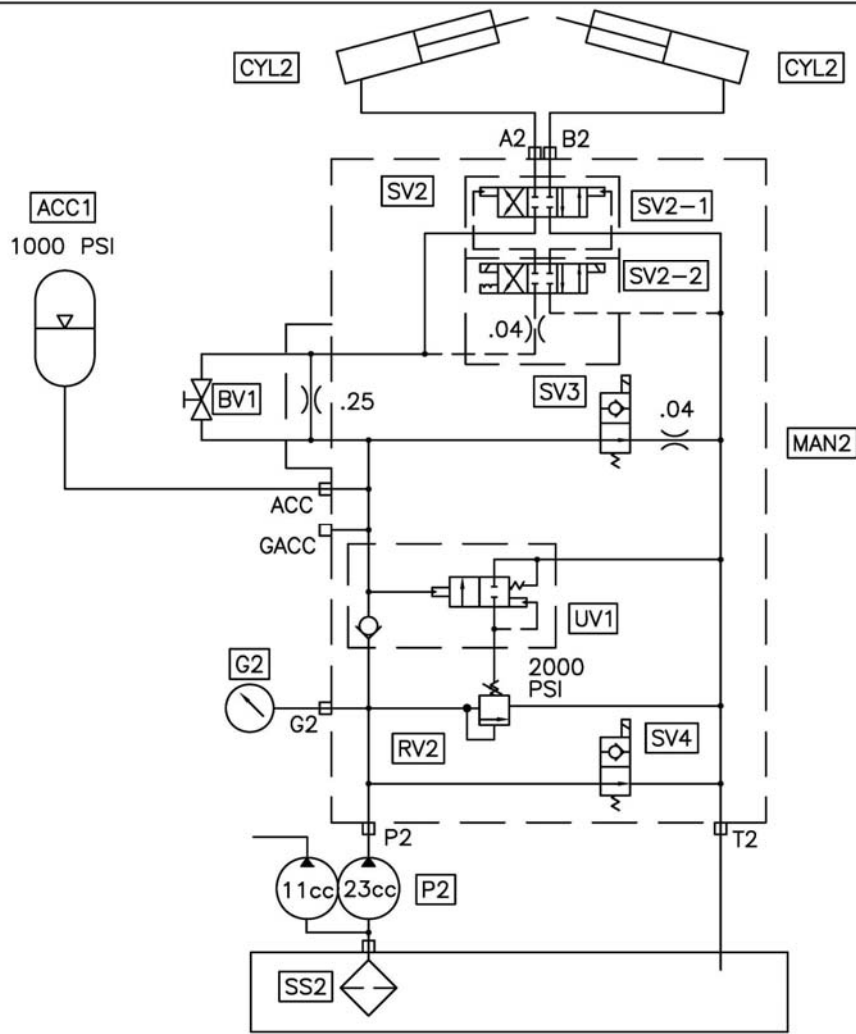 CYL2
CYL2
A2
B2
SV2
SV2-1
ACC1
1000 PSI
SV2-2
.04
SV3
.04
BV1
.25
MAN2
ACC
GACC
UV1
G2
2000
PSI
G2
RV2
SV4
P2
T2
11cc
23cc
P2
SS2